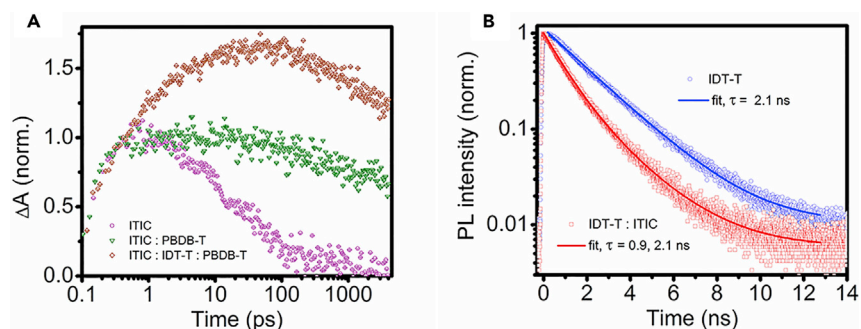 A
ΔA (norm.)
1.5
1.0
0.5
0.0
ITIC
ITIC : PBDB-T
ITIC : IDT-T : PBDB-T
0.1
1
10
100
1000
Time (ps)
B
PL intensity (norm.)
1
0.1
0.01
IDT-T
fit, τ = 2.1 ns
IDT-T : ITIC
fit, τ = 0.9, 2.1 ns
0
2
4
6
8
10
12
14
Time (ns)